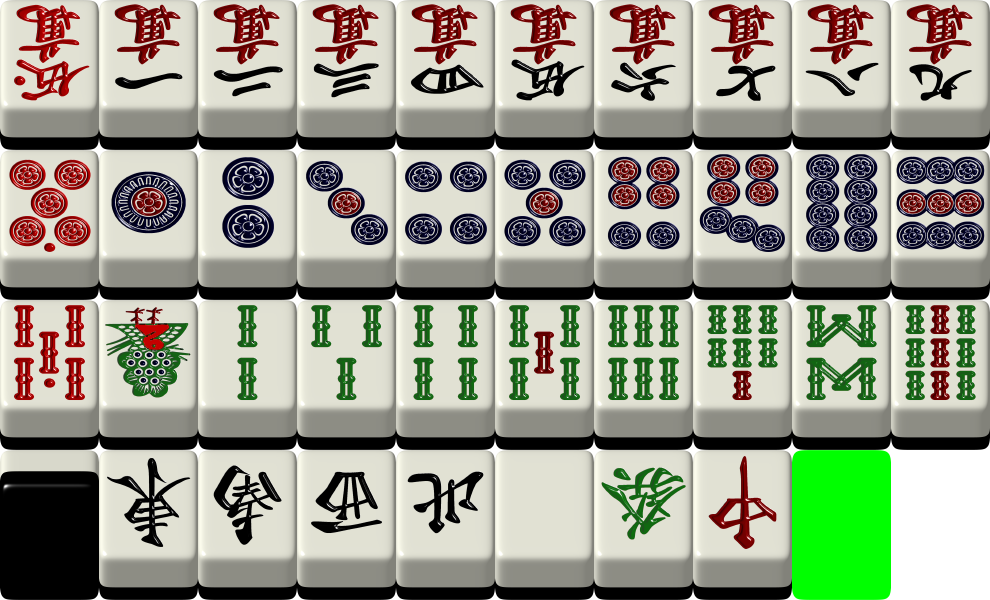 伍萬 一萬 二萬 三萬 四萬 伍萬 六萬 七萬 八萬 九萬
東 南 西 北 發 中